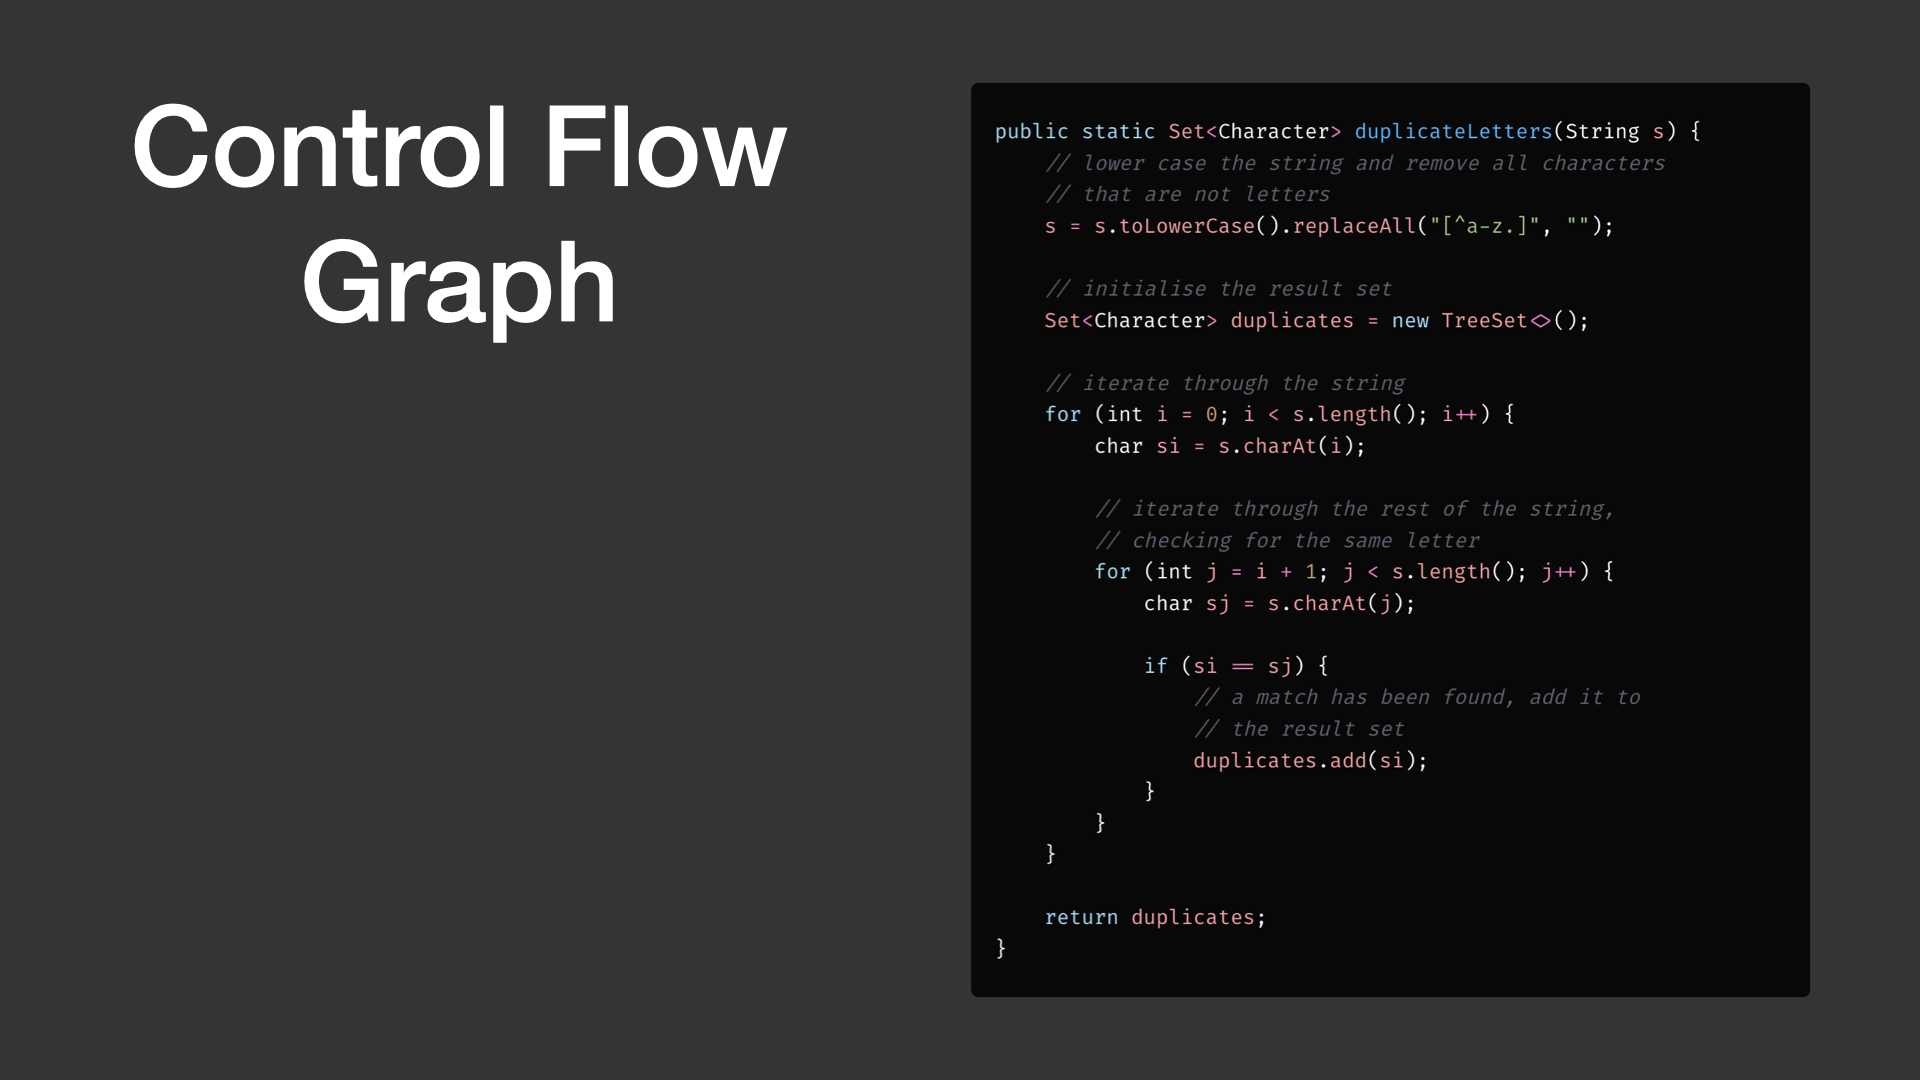 Control Flow
Graph
public static Set<Character> duplicateLetters(String s) {
    // lower case the string and remove all characters
    // that are not letters
    s = s.toLowerCase().replaceAll("[^a-z.]", "");
    // initialise the result set
    Set<Character> duplicates = new TreeSet<>();
    // iterate through the string
    for (int i = 0; i < s.length(); i++) {
        char si = s.charAt(i);
        // iterate through the rest of the string,
        // checking for the same letter
        for (int j = i + 1; j < s.length(); j++) {
            char sj = s.charAt(j);
            if (si == sj) {
                // a match has been found, add it to
                // the result set
                duplicates.add(si);
            }
        }
    }
    return duplicates;
}